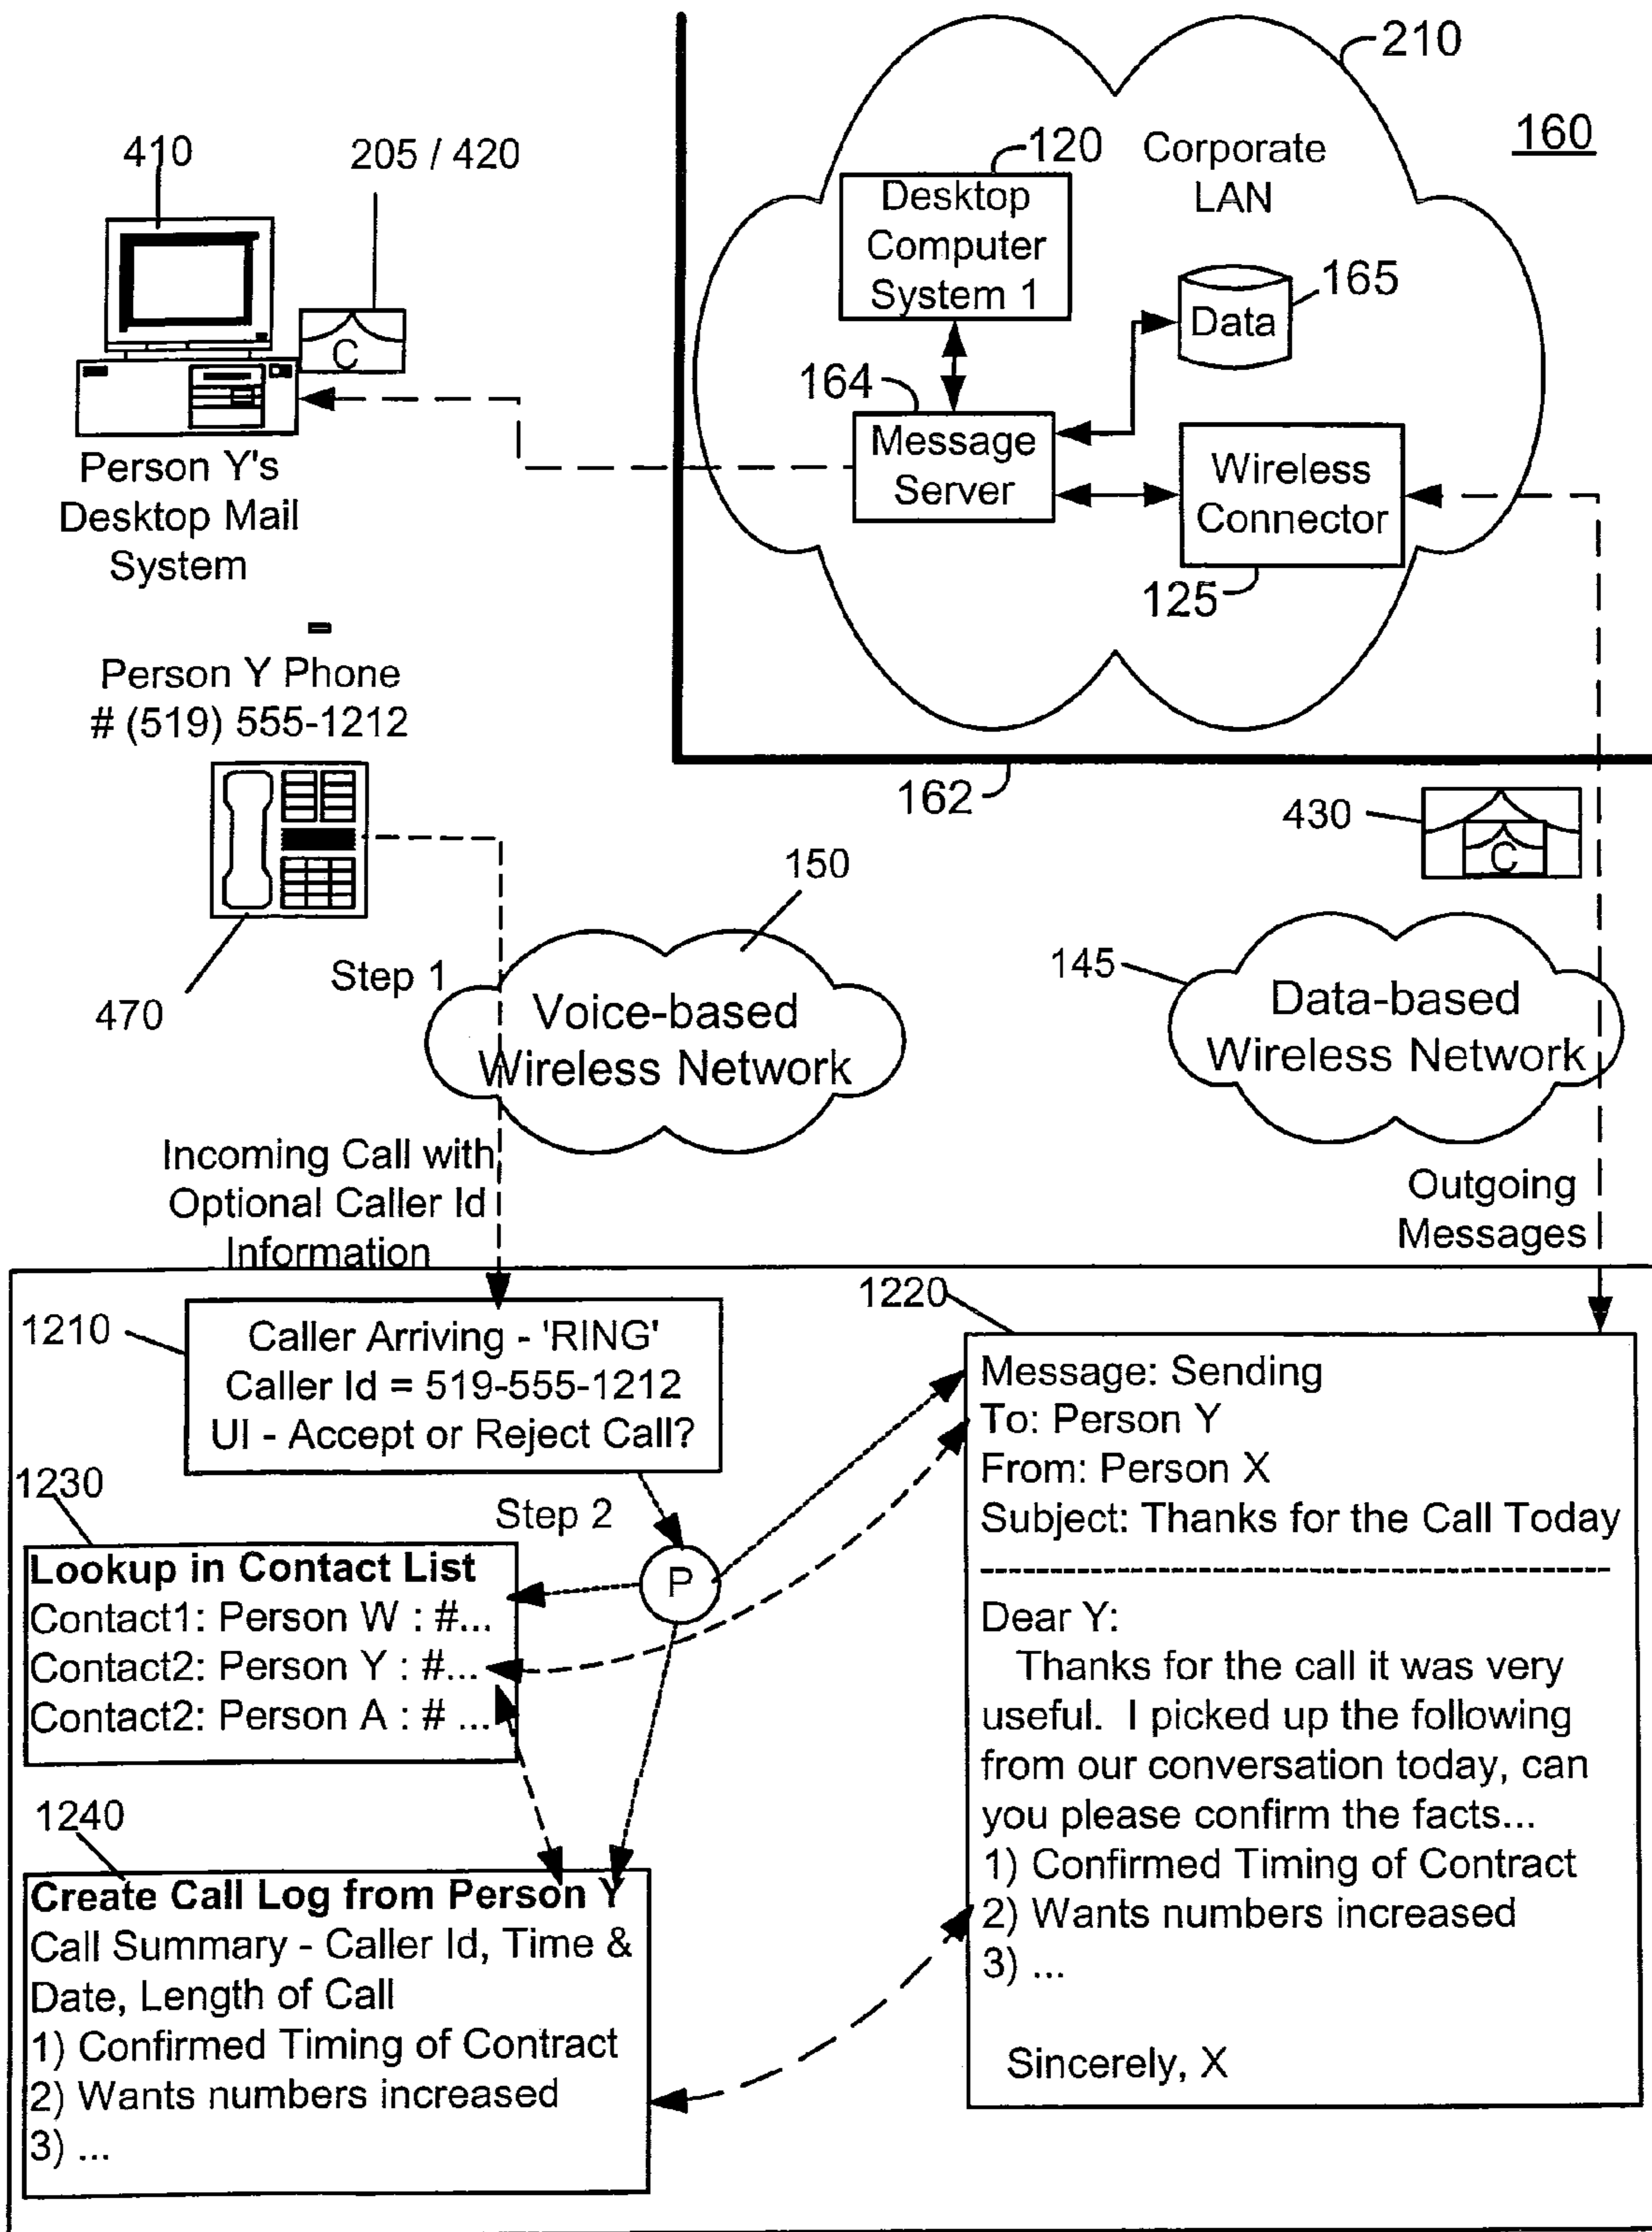 210
160
410
205 / 420
120
Corporate
LAN
Desktop
Computer
System 1
165
Data
C
164
Message
Server
Wireless
Connector
125
Person Y's
Desktop Mail
System
Person Y Phone
# (519) 555-1212
162
430
C
150
145
Step 1
470
Voice-based
Wireless Network
Data-based
Wireless Network
Incoming Call with
Optional Caller Id
Information
Outgoing
Messages
1210
Caller Arriving - 'RING'
Caller Id = 519-555-1212
UI - Accept or Reject Call?
1220
Message: Sending
To: Person Y
From: Person X
Subject: Thanks for the Call Today
Dear Y:
Thanks for the call it was very
useful. I picked up the following
from our conversation today, can
you please confirm the facts...
1) Confirmed Timing of Contract
2) Wants numbers increased
3) ...
Sincerely, X
1230
Step 2
P
Lookup in Contact List
Contact1: Person W : #...
Contact2: Person Y : #...
Contact2: Person A : # ...
1240
Create Call Log from Person Y
Call Summary - Caller Id, Time &
Date, Length of Call
1) Confirmed Timing of Contract
2) Wants numbers increased
3) ...